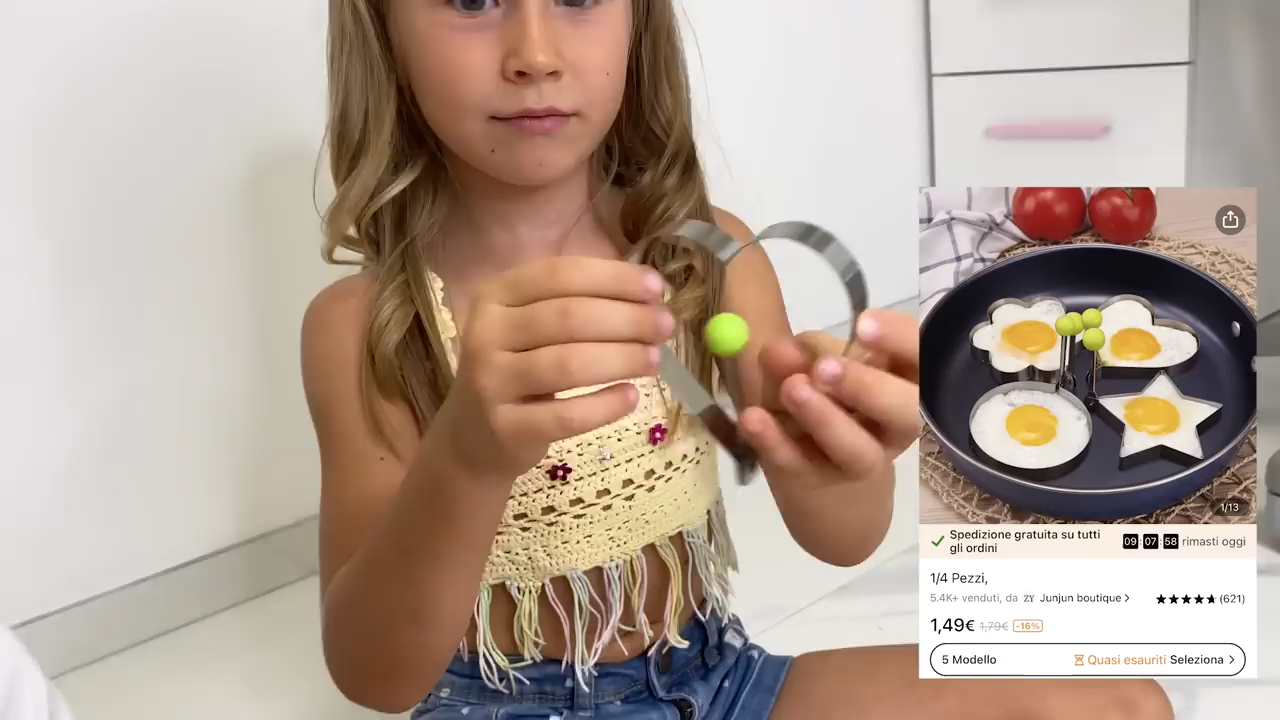 1/13
Spedizione gratuita su tutti
gli ordini
09:07:58 rimasti oggi
1/4 Pezzi,
5.4K+ venduti, da ZY Junjun boutique >
(621)
1,49€ 1,79€ -16%
5 Modello
Quasi esauriti Seleziona >